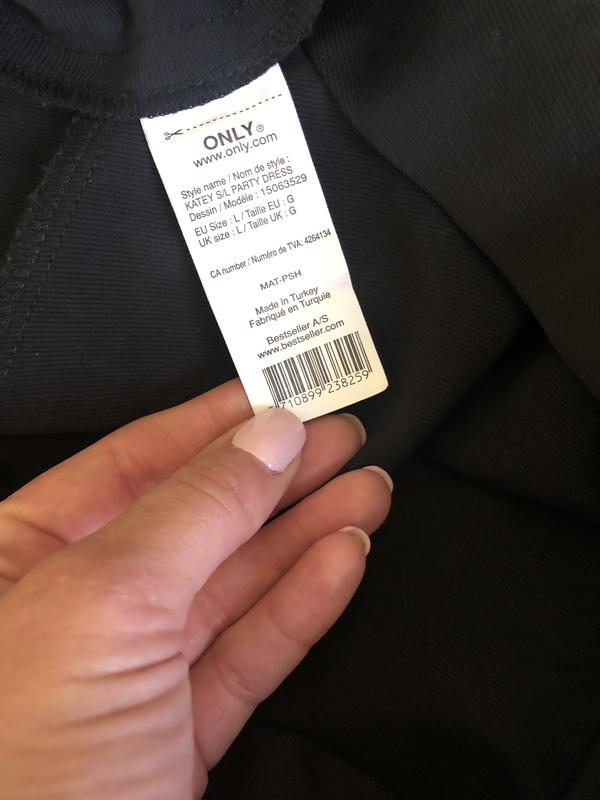 ONLY®
www.only.com
Style name / Nom de style :
KATEY S/L PARTY DRESS
Dessin / Modèle : 15063529
EU Size : L / Taille EU : G
UK size : L / Taille UK : G
CA number / Numéro de TVA: 4264134
MAT-PSH
Made in Turkey
Fabriqué en Turquie
Bestseller A/S
www.bestseller.com
710899 238259